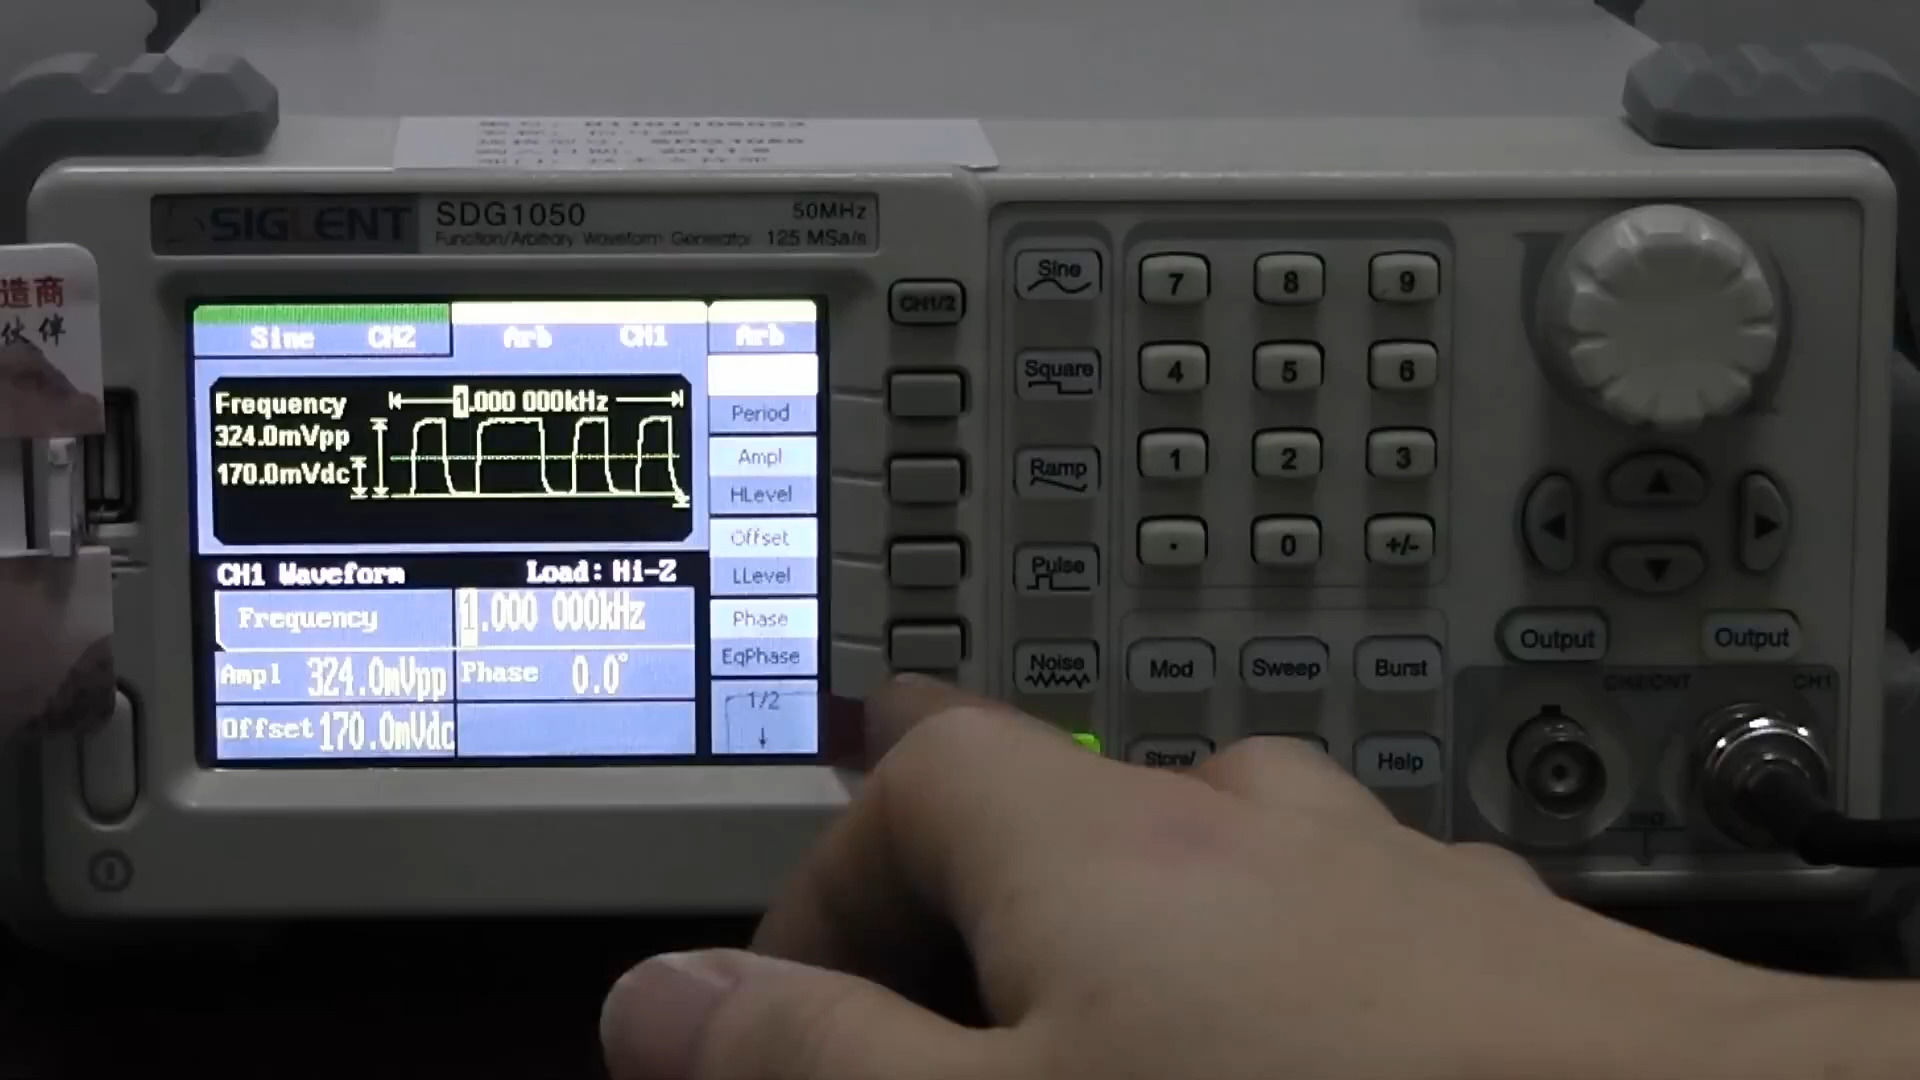 SDG1050
SIGLENT
SDG1050
50MHz
Function/Arbitrary Waveform Generator
125 MSa/s
造商
伙伴
Sine CH2
Arb CH1
Arb
Frequency
1.000 000kHz
324.0mVpp
170.0mVdc
Period
Ampl
HLevel
Offset
LLevel
Phase
EqPhase
1/2
CH1 Waveform
Load: Hi-Z
Frequency
1.000 000kHz
Ampl 324.0mVpp
Phase 0.0°
Offset 170.0mVdc
CH1/2
Sine
Square
Ramp
Pulse
Noise
7
8
9
4
5
6
1
2
3
.
0
+/-
Mod
Sweep
Burst
Store/
Help
Output
Output
CH1